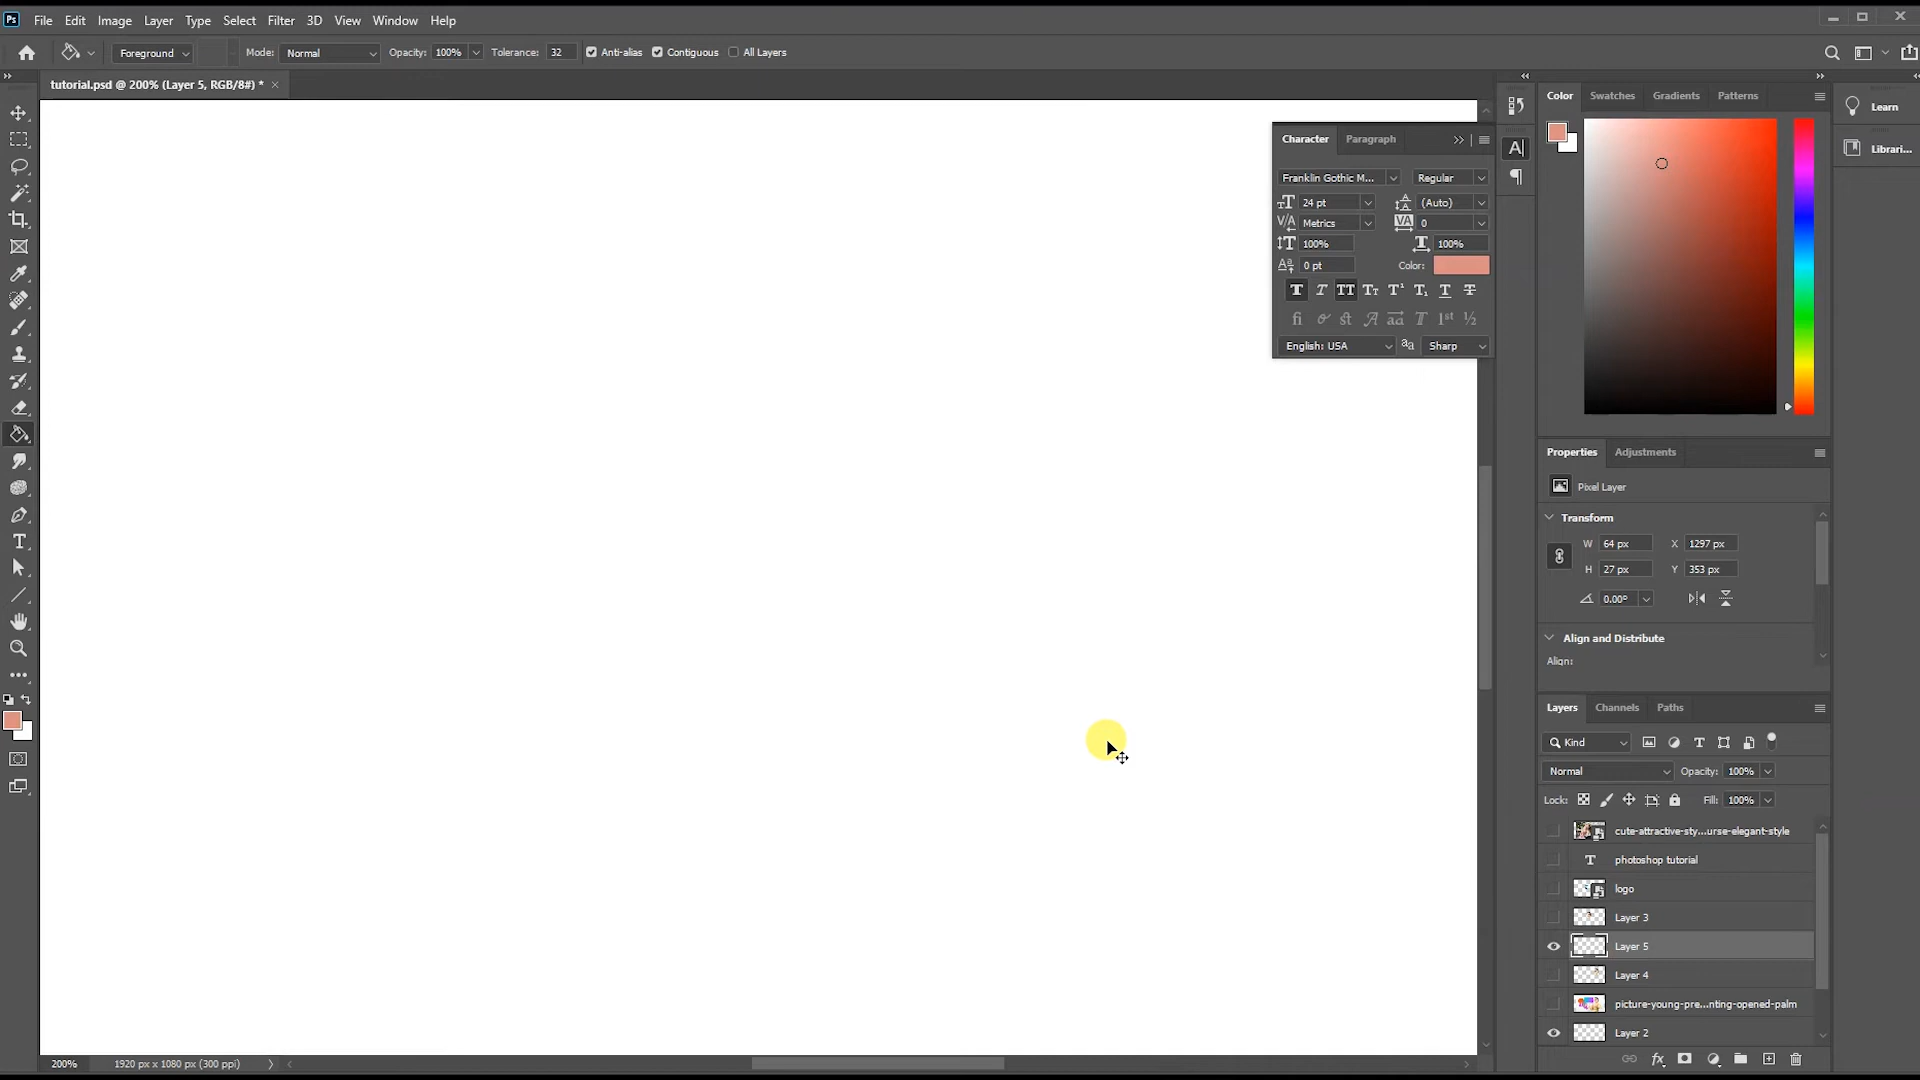 Ps File Edit Image Layer Type Select Filter 3D View Window Help
Foreground Mode: Normal Opacity: 100% Tolerance: 32 Anti-alias Contiguous All Layers
tutorial.psd @ 200% (Layer 5, RGB/8#) * ×
Character Paragraph
Franklin Gothic M... Regular
24 pt (Auto)
Metrics 0
100% 100%
0 pt Color:
English: USA Sharp
Color Swatches Gradients Patterns
Learn
Librari...
Properties Adjustments
Pixel Layer
Transform
W 64 px X 1297 px
H 27 px Y 353 px
0.00°
Align and Distribute
Align:
Layers Channels Paths
Kind
Normal Opacity: 100%
Lock: Fill: 100%
cute-attractive-sty...urse-elegant-style
photoshop tutorial
logo
Layer 3
Layer 5
Layer 4
picture-young-pre...nting-opened-palm
Layer 2
200% 1920 px x 1080 px (300 ppi)